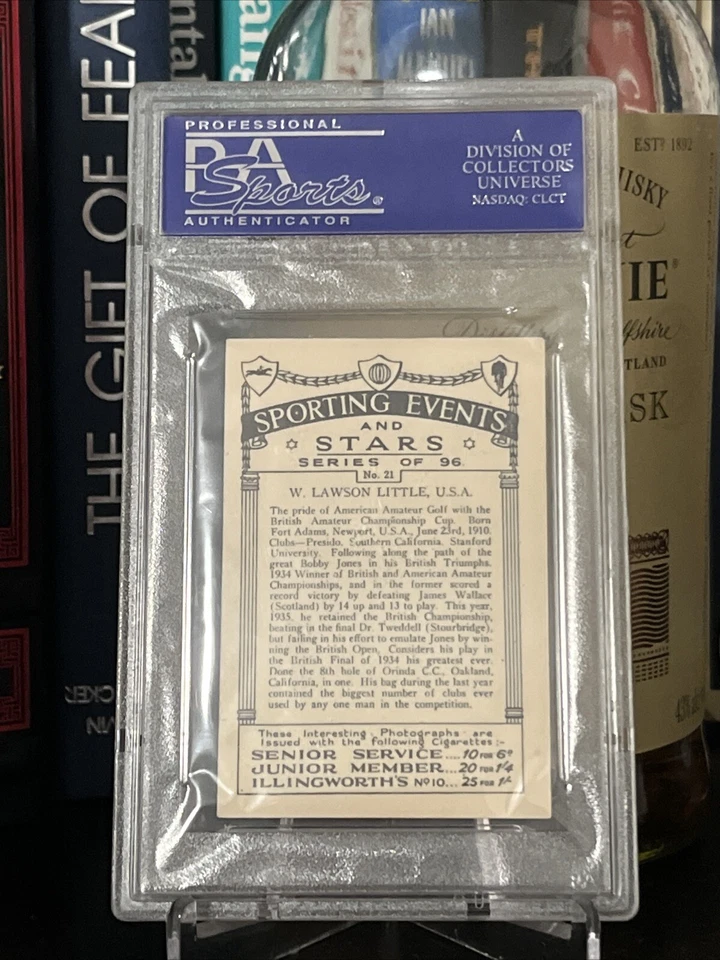 THE GIFT OF FEA
IAN
PROFESSIONAL
PSA
Sports®
AUTHENTICATOR
A
DIVISION OF
COLLECTORS
UNIVERSE
NASDAQ: CLCT
SPORTING EVENTS
AND
STARS
SERIES OF 96.
No. 21
W. LAWSON LITTLE, U.S.A.
The pride of American Amateur Golf with the
British Amateur Championship Cup. Born
Fort Adams, Newport, U.S.A., June 23rd, 1910.
Clubs—Presido, Southern California, Stanford
University. Following along the path of the
great Bobby Jones in his British Triumphs.
1934 Winner of British and American Amateur
Championships, and in the former scored a
record victory by defeating James Wallace
(Scotland) by 14 up and 13 to play. This year,
1935, he retained the British Championship,
beating in the final Dr. Tweddell (Stourbridge),
but failing in his effort to emulate Jones by win-
ning the British Open. Considers his play in
the British Final of 1934 his greatest ever.
Done the 8th hole of Orinda C.C., Oakland,
California, in one. His bag during the last year
contained the biggest number of clubs ever
used by any one man in the competition.
These Interesting Photographs are
issued with the following Cigarettes:-
SENIOR SERVICE....10 FOR 6D
JUNIOR MEMBER...20 FOR 1/4
ILLINGWORTH'S No 10...25 FOR 1/-
ESTD 1892
HISKY
IE®
TLAND
SK